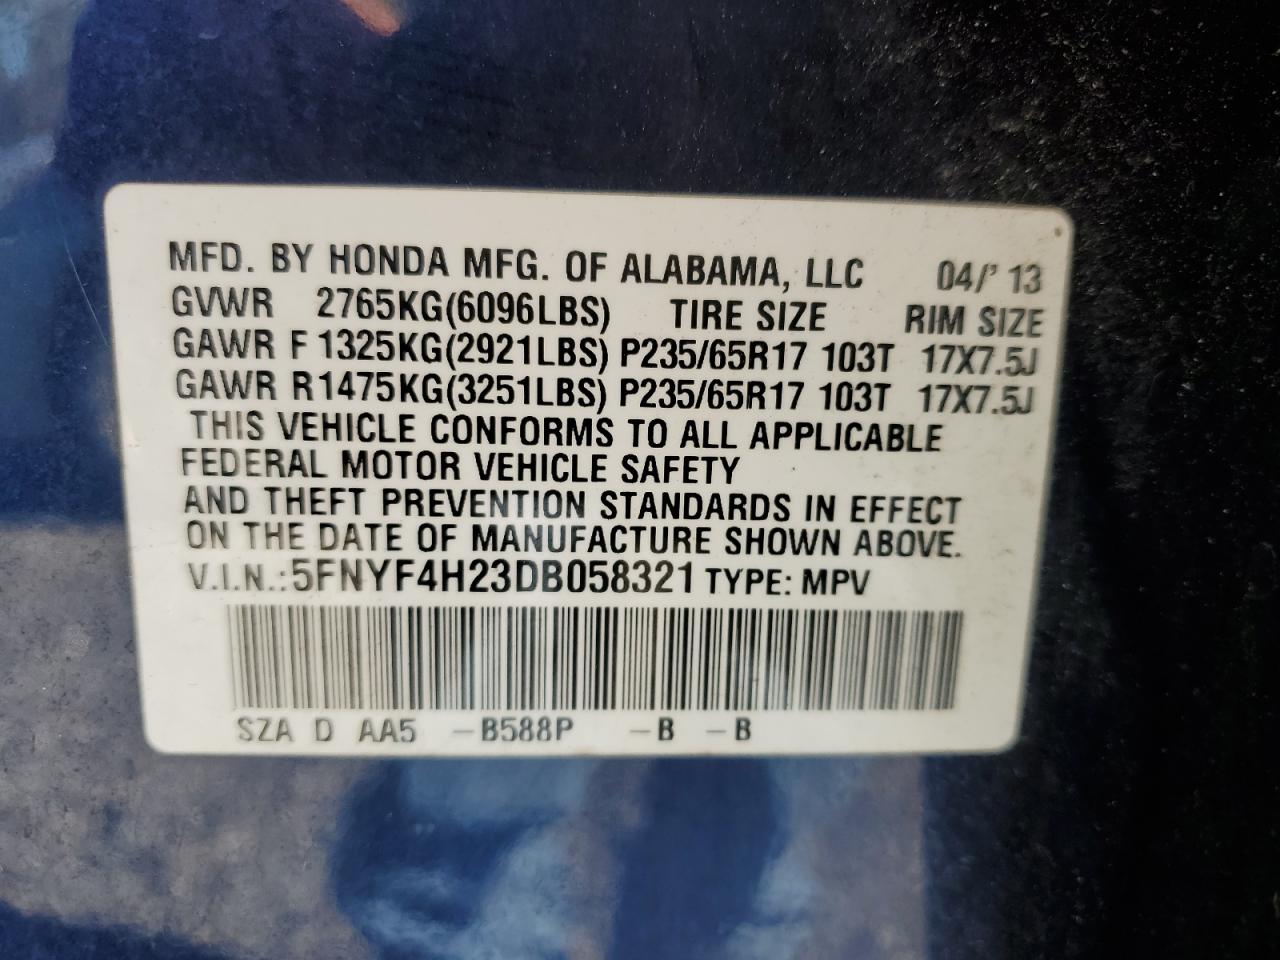 MFD. BY HONDA MFG. OF ALABAMA, LLC 04/' 13
GVWR 2765KG(6096LBS) TIRE SIZE RIM SIZE
GAWR F 1325KG(2921LBS) P235/65R17 103T 17X7.5J
GAWR R1475KG(3251LBS) P235/65R17 103T 17X7.5J
THIS VEHICLE CONFORMS TO ALL APPLICABLE
FEDERAL MOTOR VEHICLE SAFETY
AND THEFT PREVENTION STANDARDS IN EFFECT
ON THE DATE OF MANUFACTURE SHOWN ABOVE.
V.I.N.:5FNYF4H23DB058321 TYPE: MPV
SZA D AA5 -B588P -B -B